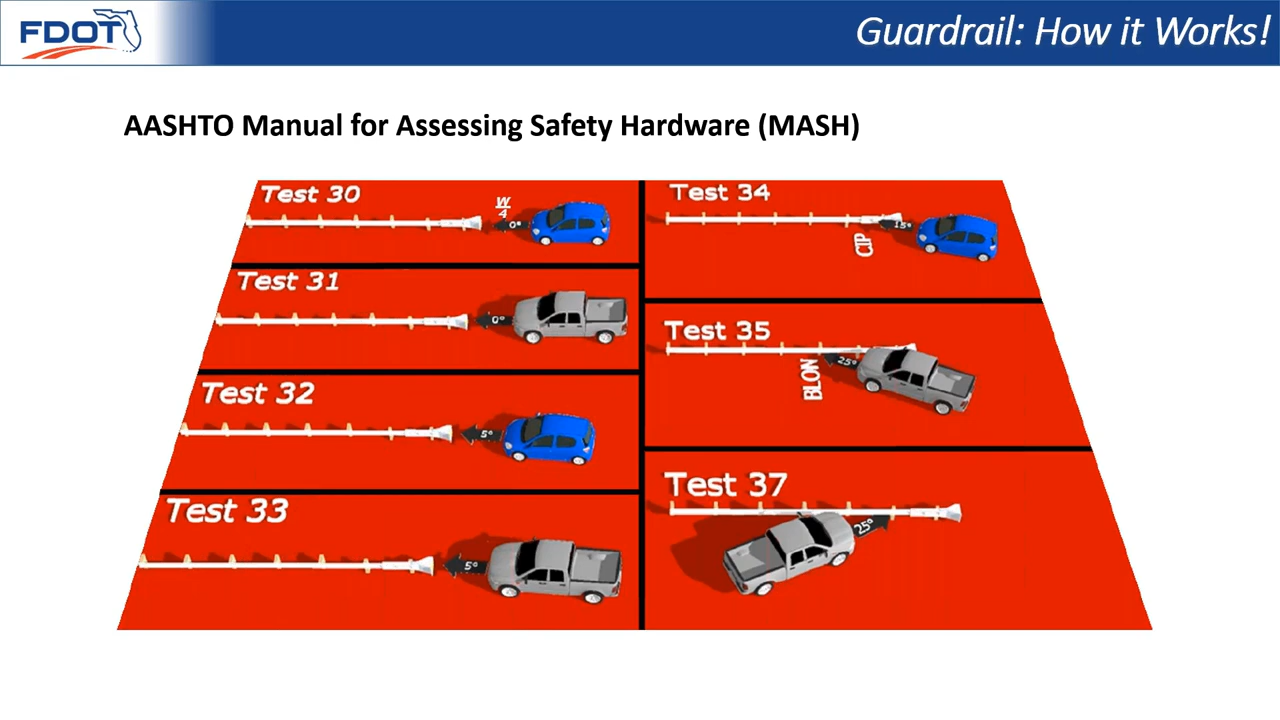 FDOT
Guardrail: How it Works!
AASHTO Manual for Assessing Safety Hardware (MASH)
Test 30
W
4
0°
Test 31
0°
Test 32
5°
Test 33
5°
Test 34
15°
CIP
Test 35
25°
BLON
Test 37
25°